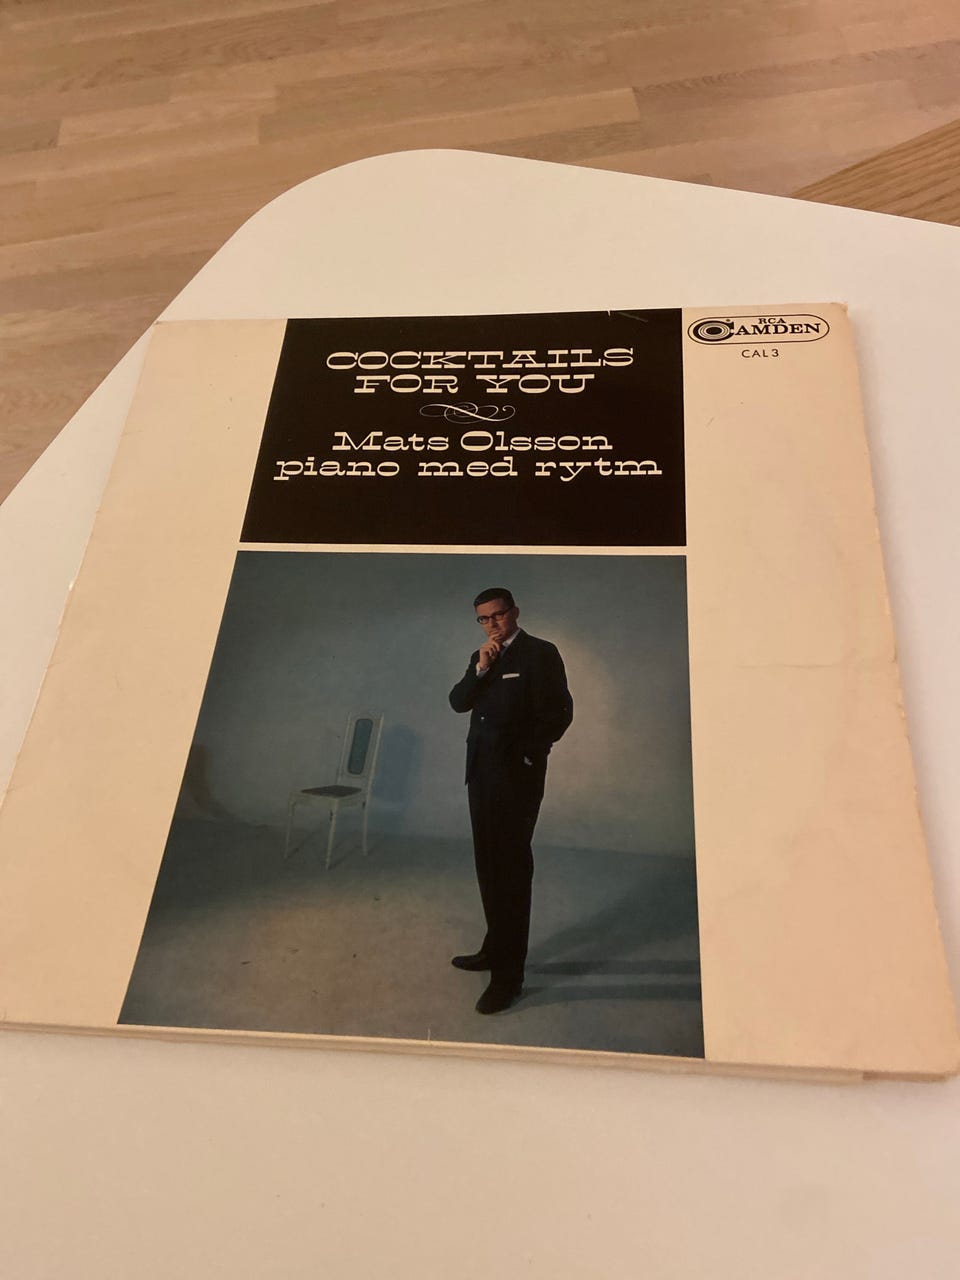 COCKTAILS
FOR YOU
Mats Olsson
piano med rytm
RCA
CAMDEN
CAL 3